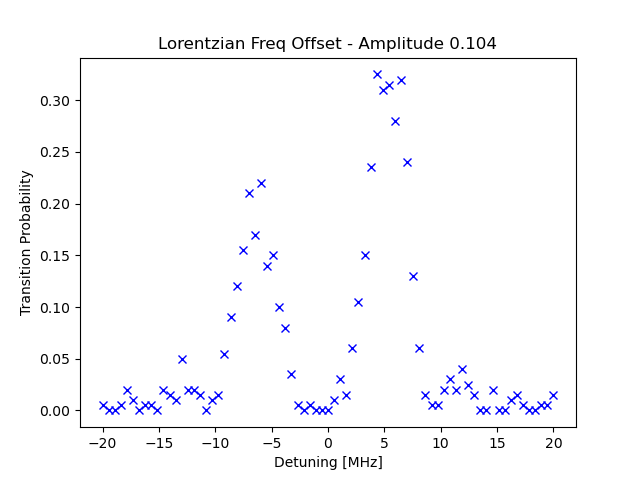 Lorentzian Freq Offset - Amplitude 0.104
Transition Probability
0.30
0.25
0.20
0.15
0.10
0.05
0.00
−20 −15 −10 −5 0 5 10 15 20
Detuning [MHz]